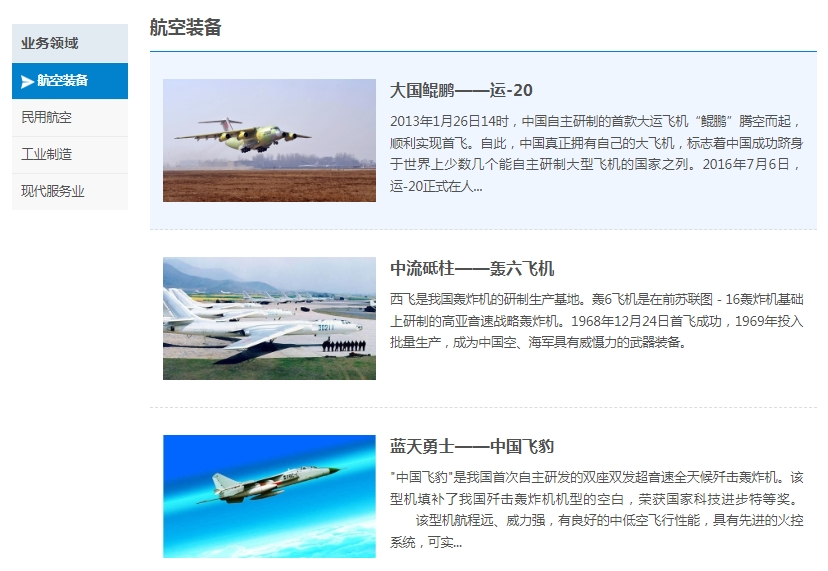 业务领域
航空装备
民用航空
工业制造
现代服务业
航空装备
大国鲲鹏——运-20
2013年1月26日14时，中国自主研制的首款大运飞机“鲲鹏”腾空而起，
顺利实现首飞。自此，中国真正拥有自己的大飞机，标志着中国成功跻身
于世界上少数几个能自主研制大型飞机的国家之列。2016年7月6日，
运-20正式在人...
中流砥柱——轰六飞机
西飞是我国轰炸机的研制生产基地。轰6飞机是在前苏联图－16轰炸机基础
上研制的高亚音速战略轰炸机。1968年12月24日首飞成功，1969年投入
批量生产，成为中国空、海军具有威慑力的武器装备。
蓝天勇士——中国飞豹
"中国飞豹"是我国首次自主研发的双座双发超音速全天候歼击轰炸机。该
型机填补了我国歼击轰炸机机型的空白，荣获国家科技进步特等奖。
该型机航程远、威力强，有良好的中低空飞行性能，具有先进的火控
系统，可实...